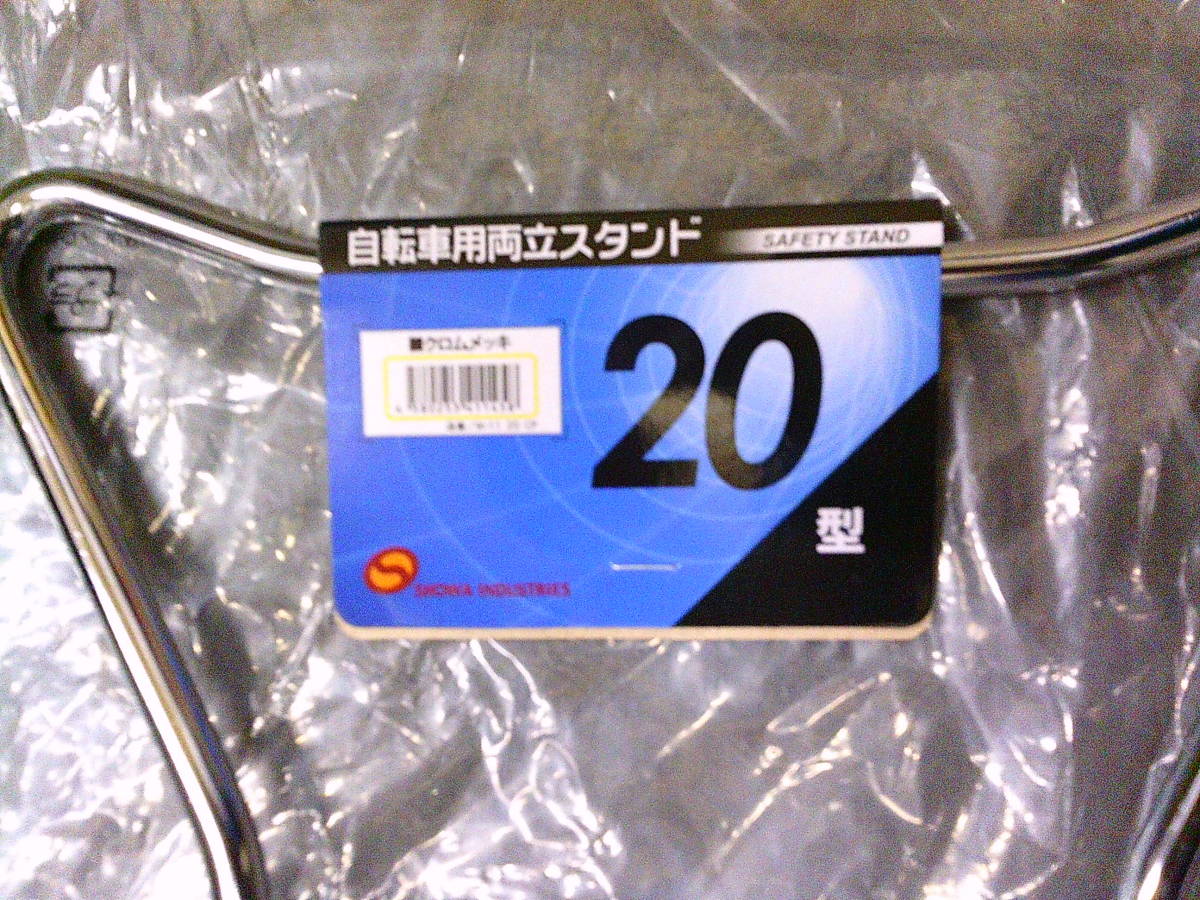 自転車用両立スタンド
SAFETY STAND
■クロムメッキ
20
型
SHOWA INDUSTRIES